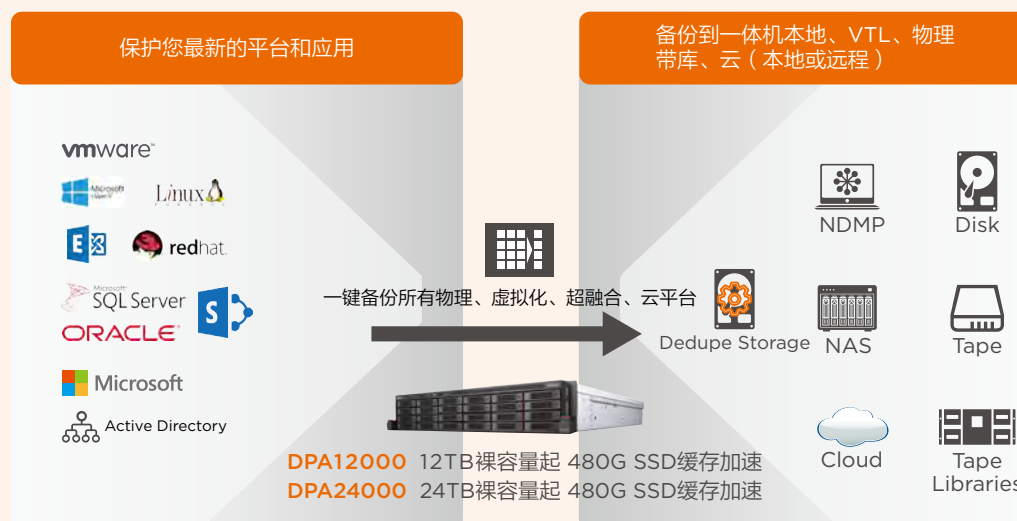 保护您最新的平台和应用
备份到一体机本地、VTL、物理
带库、云（本地或远程）
vmware™
Microsoft
Hyper-V
Linux
POWERED
E
redhat.
Microsoft®
SQL Server
S
ORACLE®
Microsoft
Active Directory
一键备份所有物理、虚拟化、超融合、云平台
Dedupe Storage
NDMP
Disk
NAS
Tape
Cloud
Tape
Libraries
DPA12000 12TB裸容量起 480G SSD缓存加速
DPA24000 24TB裸容量起 480G SSD缓存加速